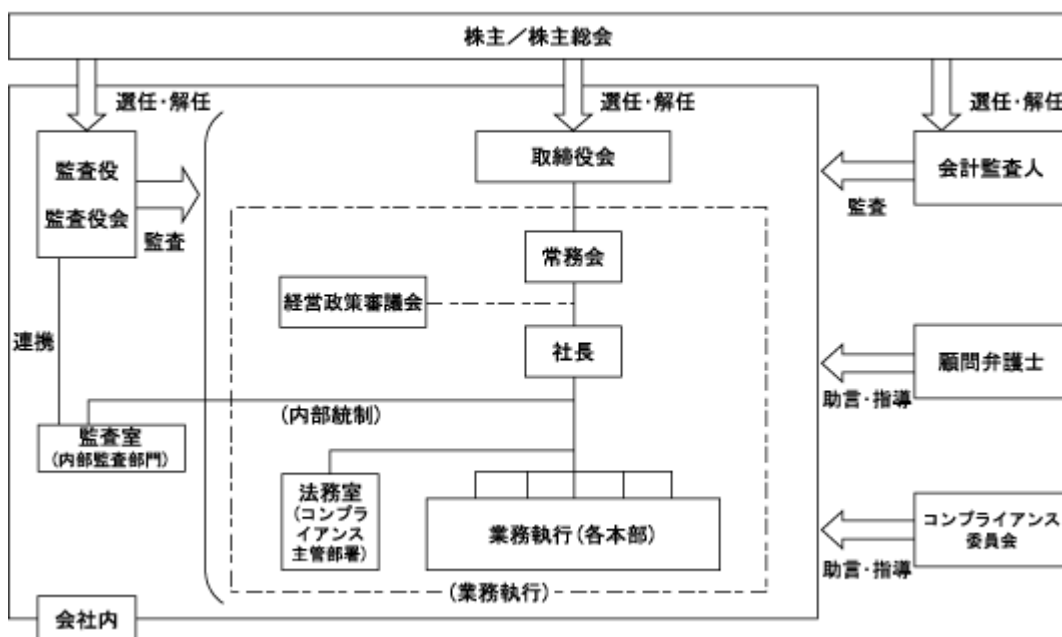 株主／株主総会
選任・解任
選任・解任
選任・解任
監査役
監査役会
監査
取締役会
会計監査人
監査
常務会
経営政策審議会
社長
連携
顧問弁護士
助言・指導
(内部統制)
監査室
(内部監査部門)
法務室
(コンプラ
イアンス
主管部署)
業務執行(各本部)
コンプライアンス
委員会
助言・指導
(業務執行)
会社内